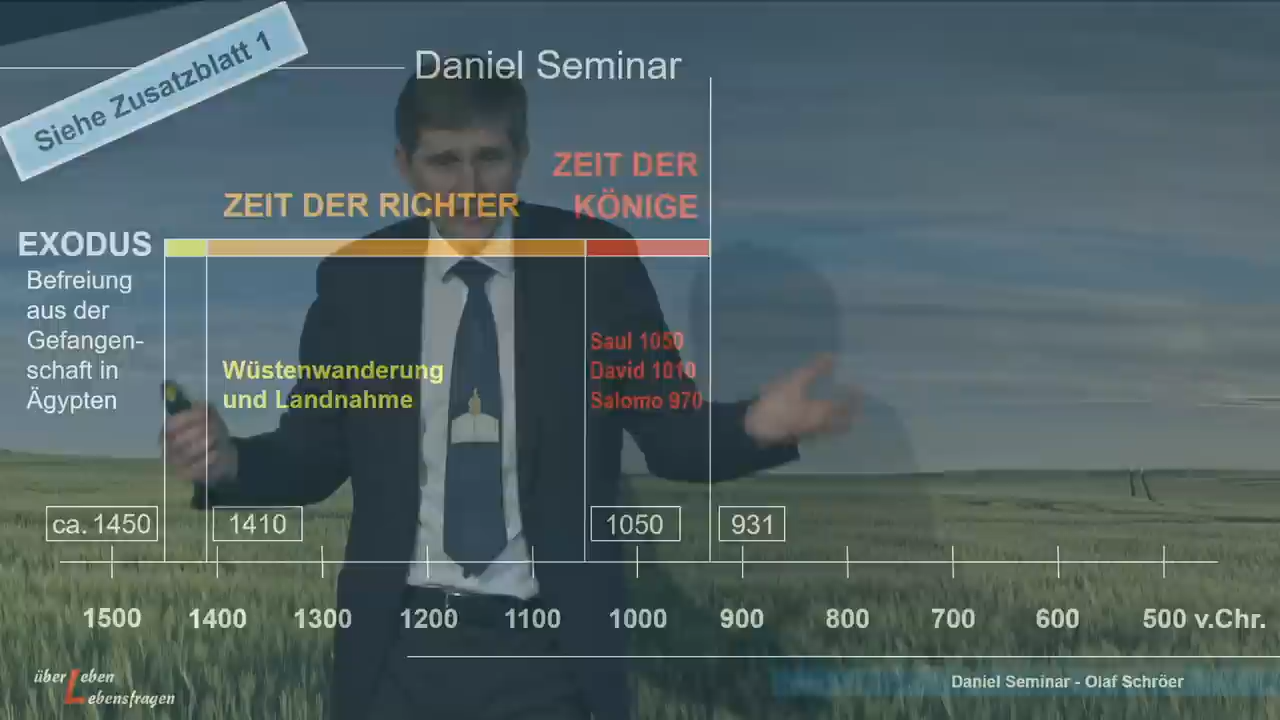 Siehe Zusatzblatt 1
Daniel Seminar
ZEIT DER RICHTER
ZEIT DER
KÖNIGE
EXODUS
Befreiung
aus der
Gefangen-
schaft in
Ägypten
Wüstenwanderung
und Landnahme
Saul 1050
David 1010
Salomo 970
ca. 1450
1410
1050
931
1500 1400 1300 1200 1100 1000 900 800 700 600 500 v.Chr.
über Leben
Lebensfragen
Daniel Seminar - Olaf Schröer